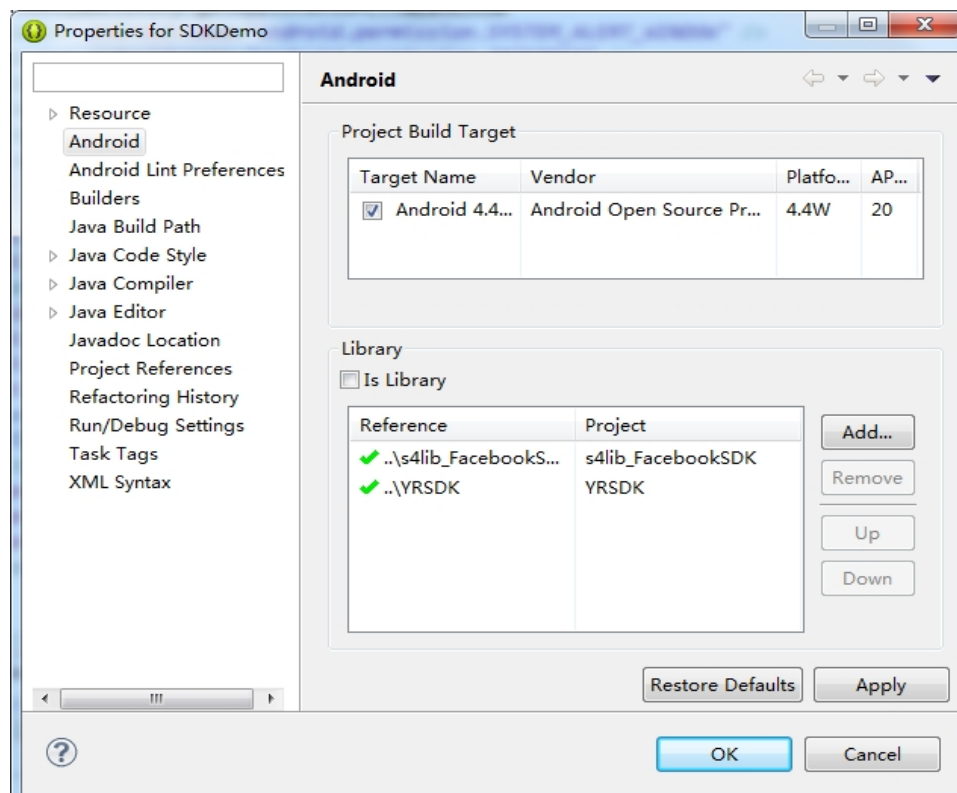 Properties for SDKDemo
Android
Resource
Android
Android Lint Preferences
Builders
Java Build Path
Java Code Style
Java Compiler
Java Editor
Javadoc Location
Project References
Refactoring History
Run/Debug Settings
Task Tags
XML Syntax
Project Build Target
Target Name Vendor Platfo... AP...
Android 4.4... Android Open Source Pr... 4.4W 20
Library
Is Library
Reference Project
..\s4lib_FacebookS... s4lib_FacebookSDK
..\YRSDK YRSDK
Add...
Remove
Up
Down
Restore Defaults Apply
OK Cancel